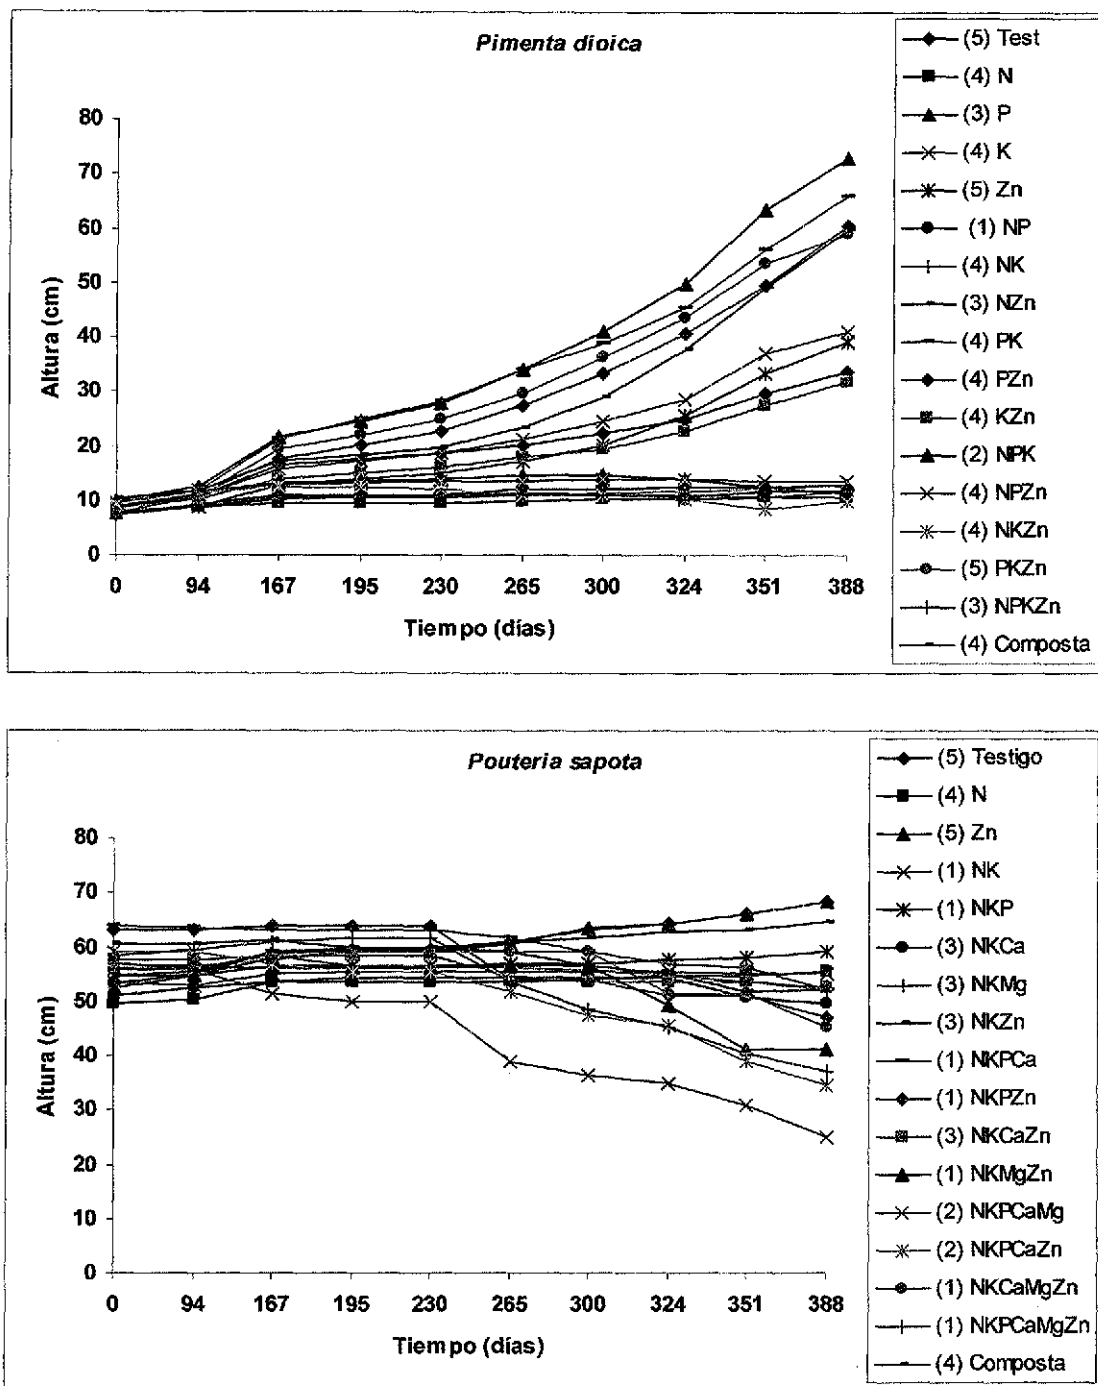 Pimenta dioica
Altura (cm)
80
70
60
50
40
30
20
10
0
0 94 167 195 230 265 300 324 351 388
Tiempo (días)
(5) Test
(4) N
(3) P
(4) K
(5) Zn
(1) NP
(4) NK
(3) NZn
(4) PK
(4) PZn
(4) KZn
(2) NPK
(4) NPZn
(4) NKZn
(5) PKZn
(3) NPKZn
(4) Composta
Pouteria sapota
Altura (cm)
80
70
60
50
40
30
20
10
0
0 94 167 195 230 265 300 324 351 388
Tiempo (días)
(5) Testigo
(4) N
(5) Zn
(1) NK
(1) NKP
(3) NKCa
(3) NKMg
(3) NKZn
(1) NKPCa
(1) NKPZn
(3) NKCaZn
(1) NKMgZn
(2) NKPCaMg
(2) NKPCaZn
(1) NKCaMgZn
(1) NKPCaMgZn
(4) Composta